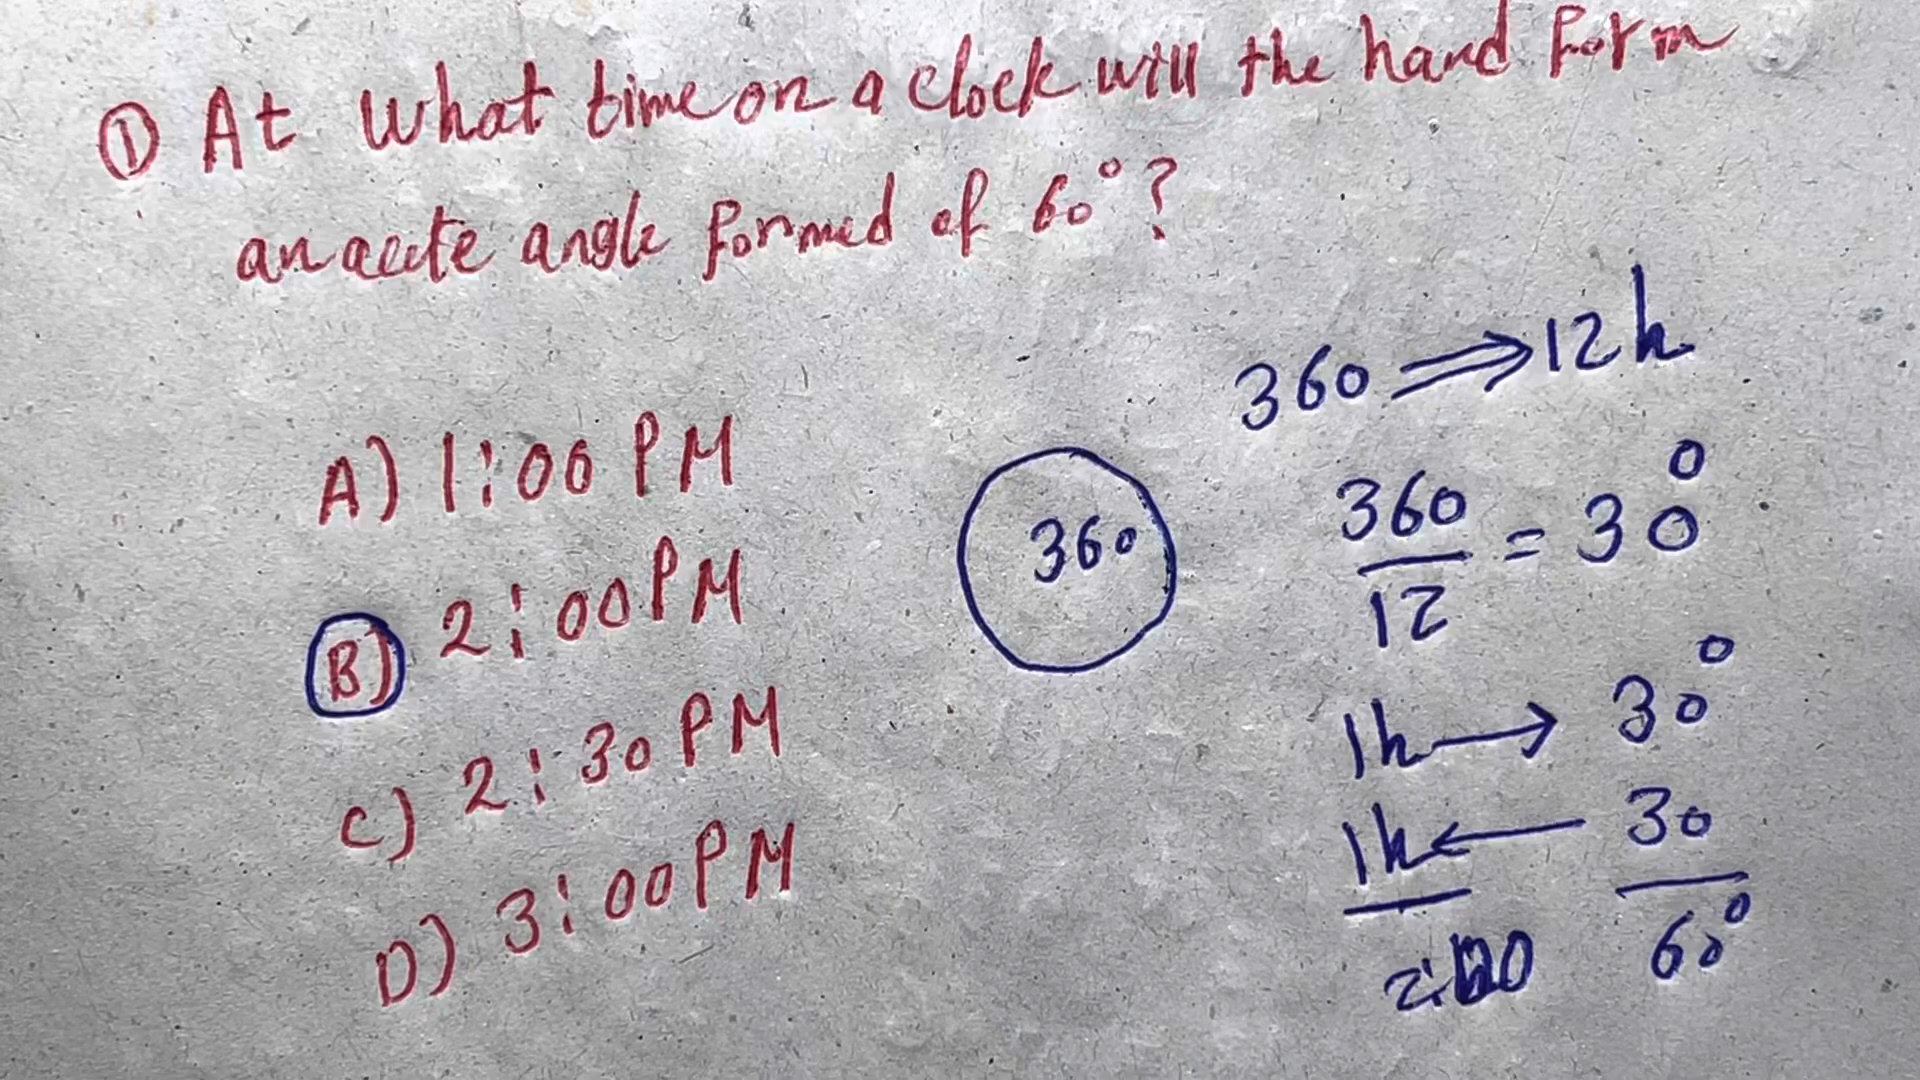 ① At what time on a clock will the hand form
an acute angle formed of 60°?
A) 1:00 PM
B) 2:00 PM
C) 2:30 PM
D) 3:00 PM
360
360 ⇒ 12h
360
12
= 30°
1h → 30°
1h ← 30
2:00 60°